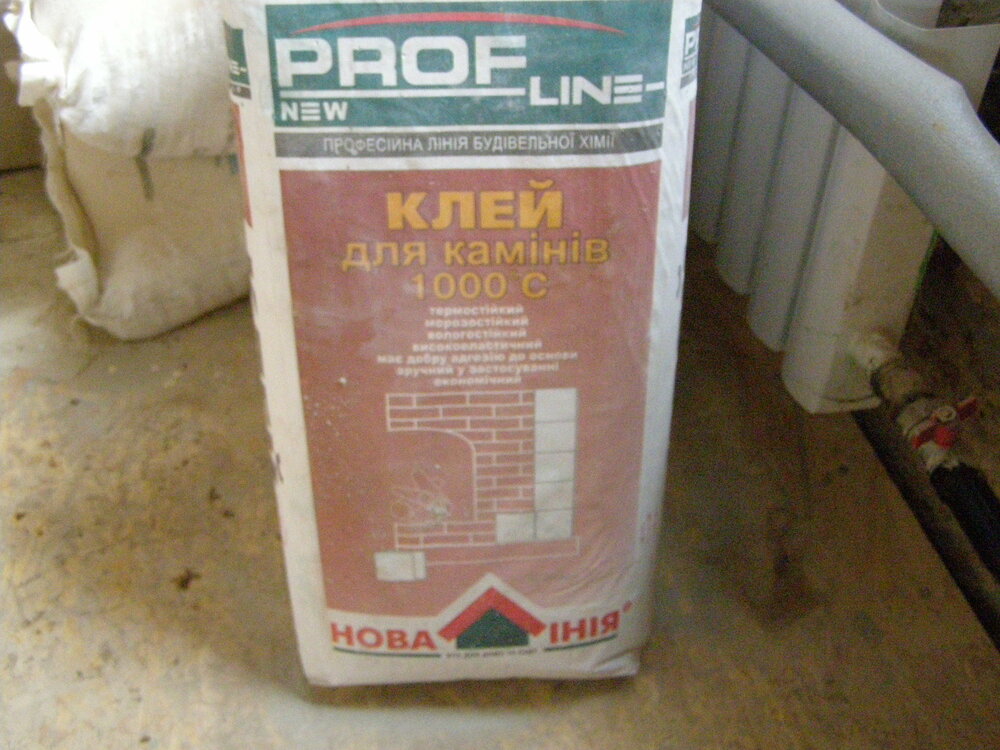 PROF
NEW LINE
ПРОФЕСІЙНА ЛІНІЯ БУДІВЕЛЬНОЇ ХІМІЇ
КЛЕЙ
для камінів
1000 С
термостійкий
морозостійкий
вологостійкий
високопластичний
має добру адгезію до основи
зручний у застосуванні
економічний
НОВА ЛІНІЯ®